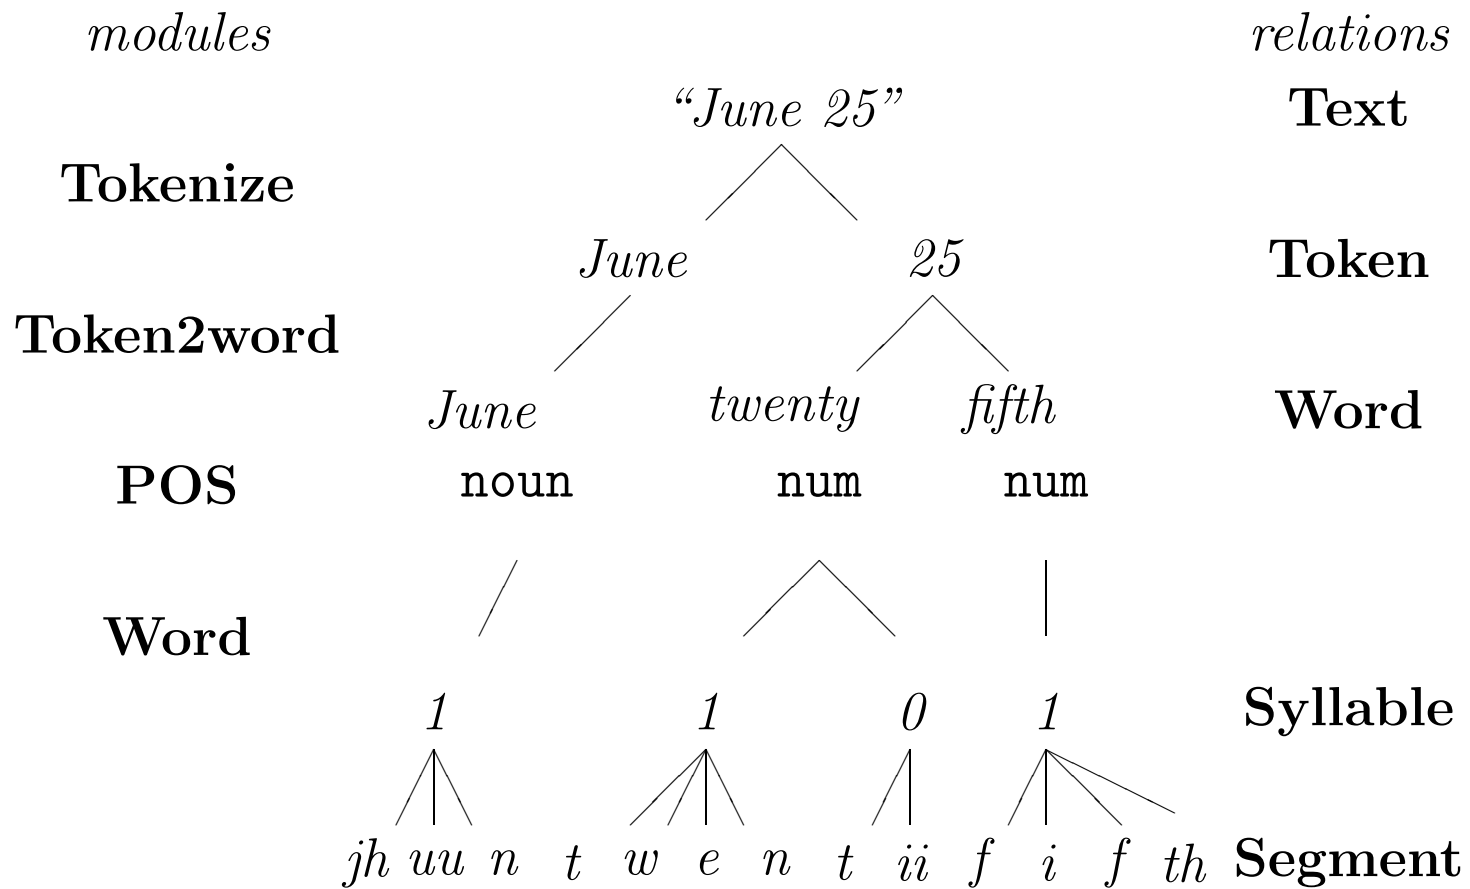 modules relations
“June 25” Text
Tokenize
June 25 Token
Token2word
June twenty fifth Word
POS noun num num
Word
1 1 0 1 Syllable
jh uu n t w e n t ii f i f th Segment